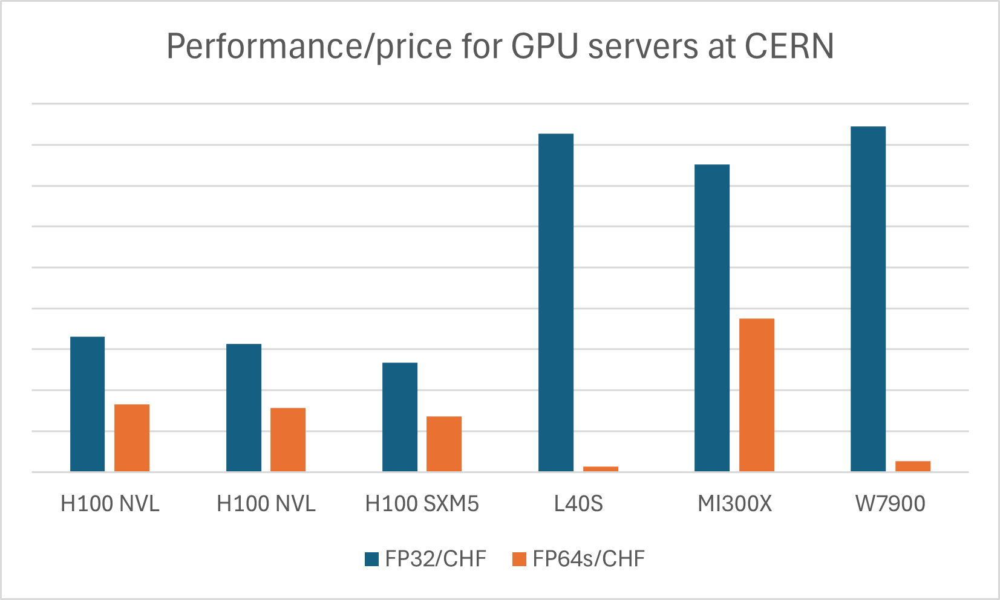 Performance/price for GPU servers at CERN
H100 NVL H100 NVL H100 SXM5 L40S MI300X W7900
FP32/CHF FP64s/CHF